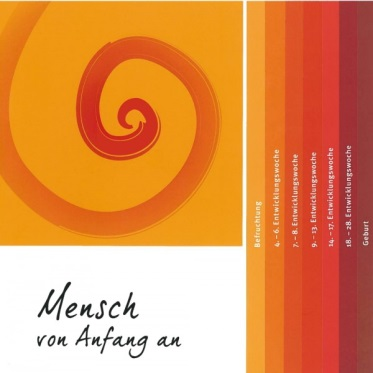 Mensch
von Anfang an
Befruchtung
4. – 6. Entwicklungswoche
7. – 8. Entwicklungswoche
9. – 13. Entwicklungswoche
14. – 17. Entwicklungswoche
18. – 28. Entwicklungswoche
Geburt